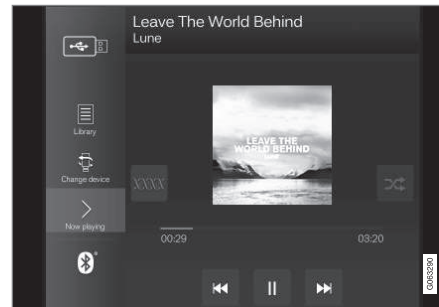 Leave The World Behind
Lune
Library
LEAVE THE
WORLD BEHIND
LUNE
Change device
XXXX
Now playing
00:29
03:20
G063290